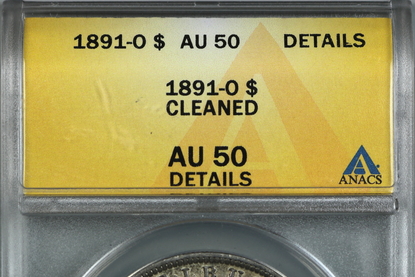 1891-O $ AU 50 DETAILS
1891-O $
CLEANED
AU 50
DETAILS
ANACS